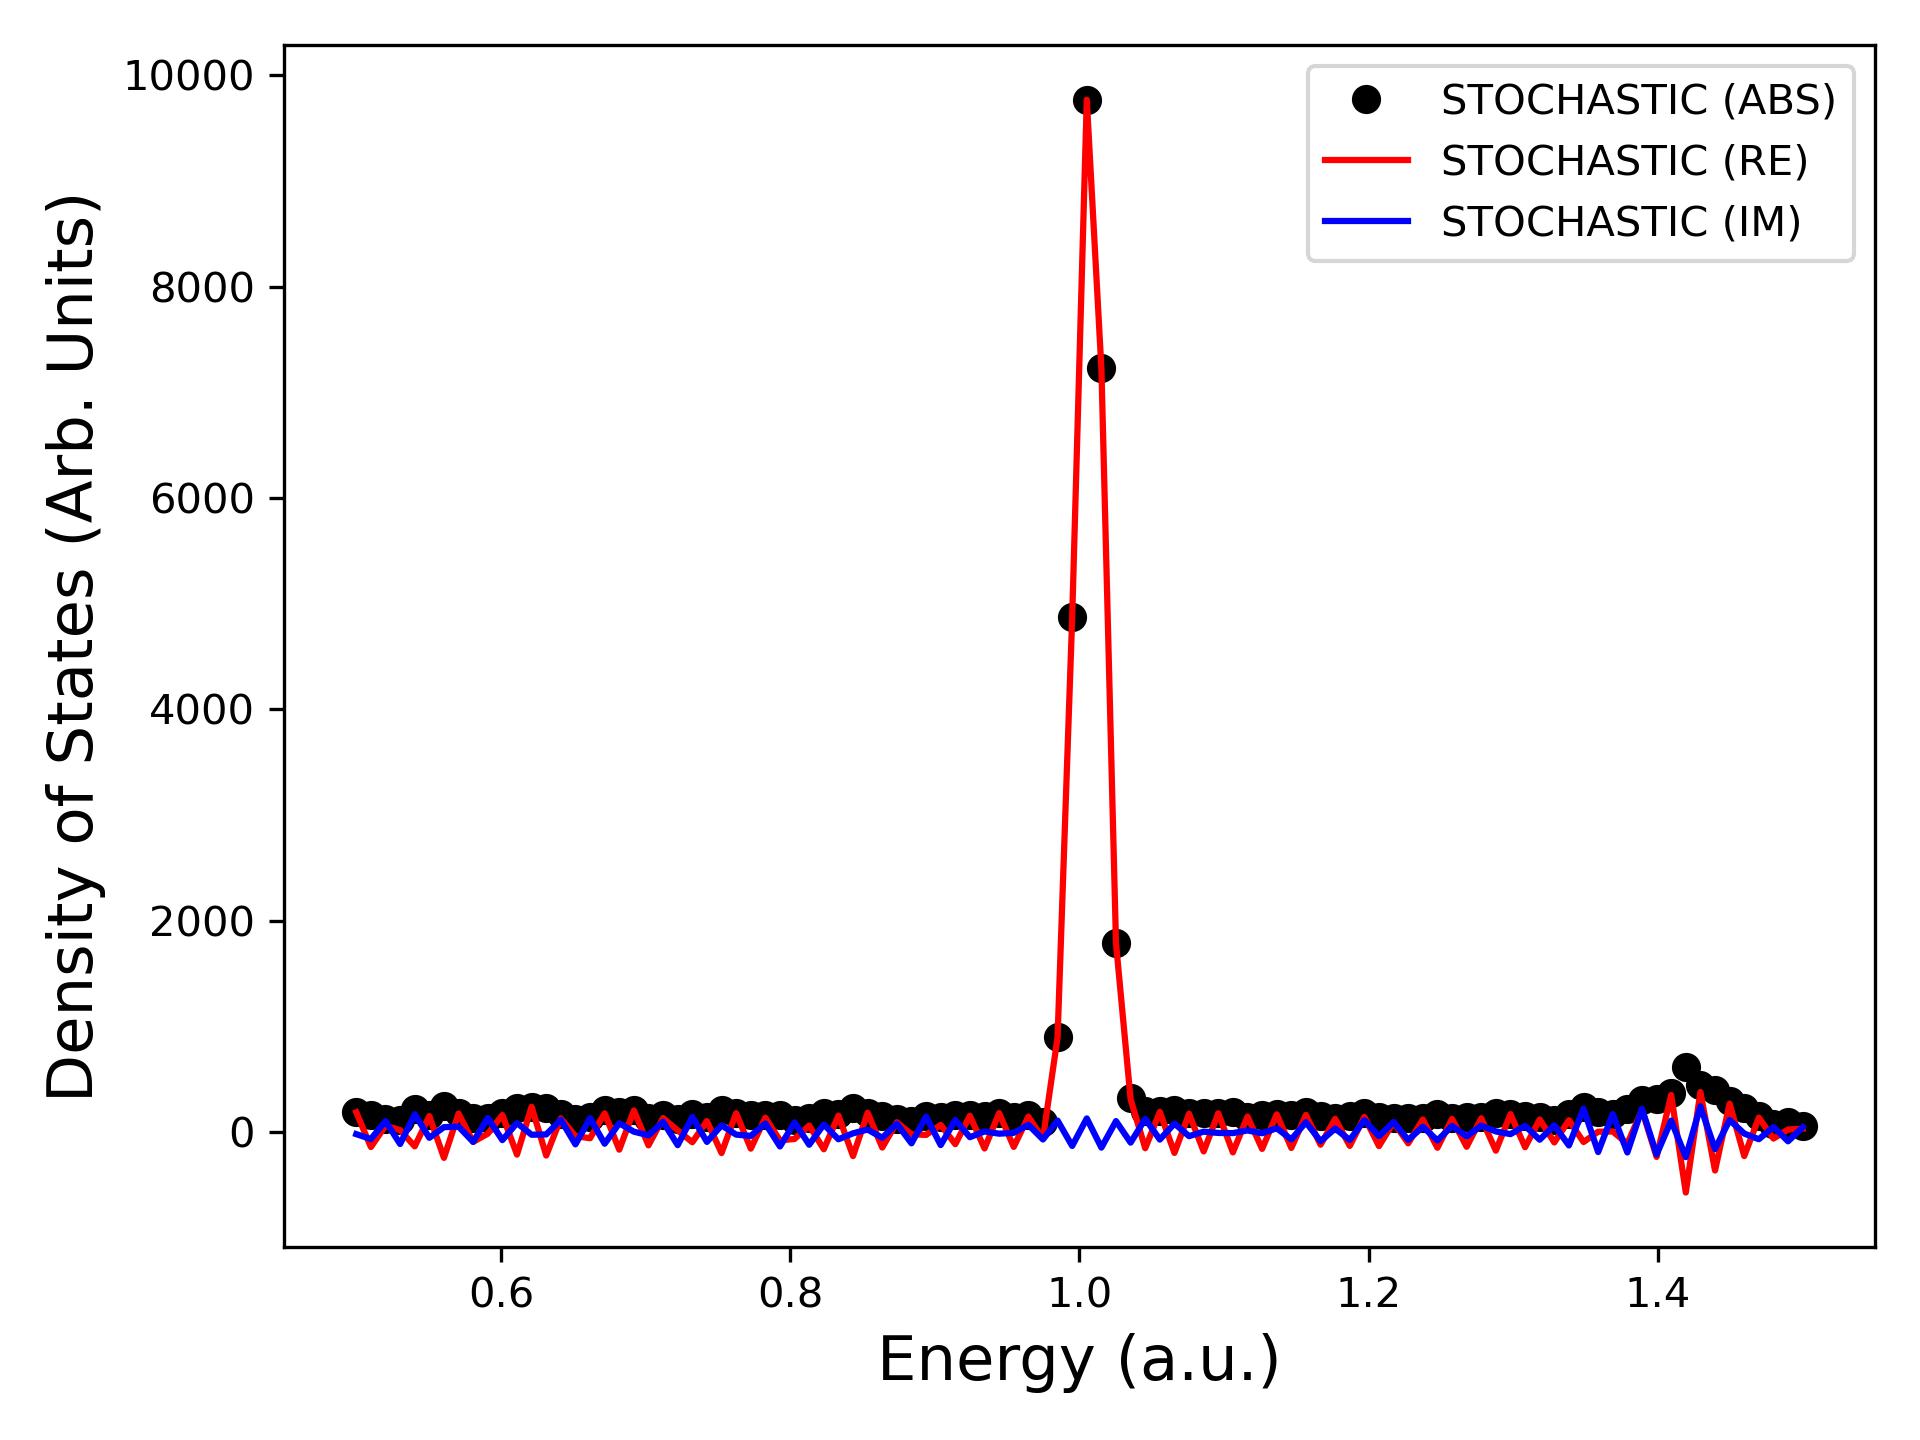 10000
8000
6000
4000
2000
0
Density of States (Arb. Units)
STOCHASTIC (ABS)
STOCHASTIC (RE)
STOCHASTIC (IM)
0.6 0.8 1.0 1.2 1.4
Energy (a.u.)